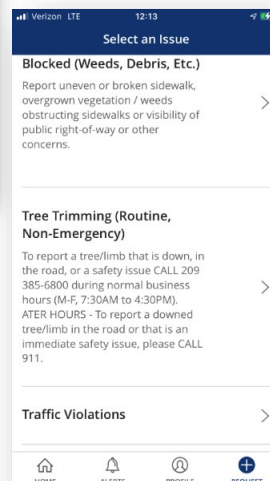 Verizon LTE 12:13
Select an Issue
Blocked (Weeds, Debris, Etc.)
Report uneven or broken sidewalk,
overgrown vegetation / weeds
obstructing sidewalks or visibility of
public right-of-way or other
concerns.
Tree Trimming (Routine,
Non-Emergency)
To report a tree/limb that is down, in
the road, or a safety issue CALL 209
385-6800 during normal business
hours (M-F, 7:30AM to 4:30PM).
ATER HOURS - To report a downed
tree/limb in the road or that is an
immediate safety issue, please CALL
911.
Traffic Violations
HOME ALERTS PROFILE REQUEST